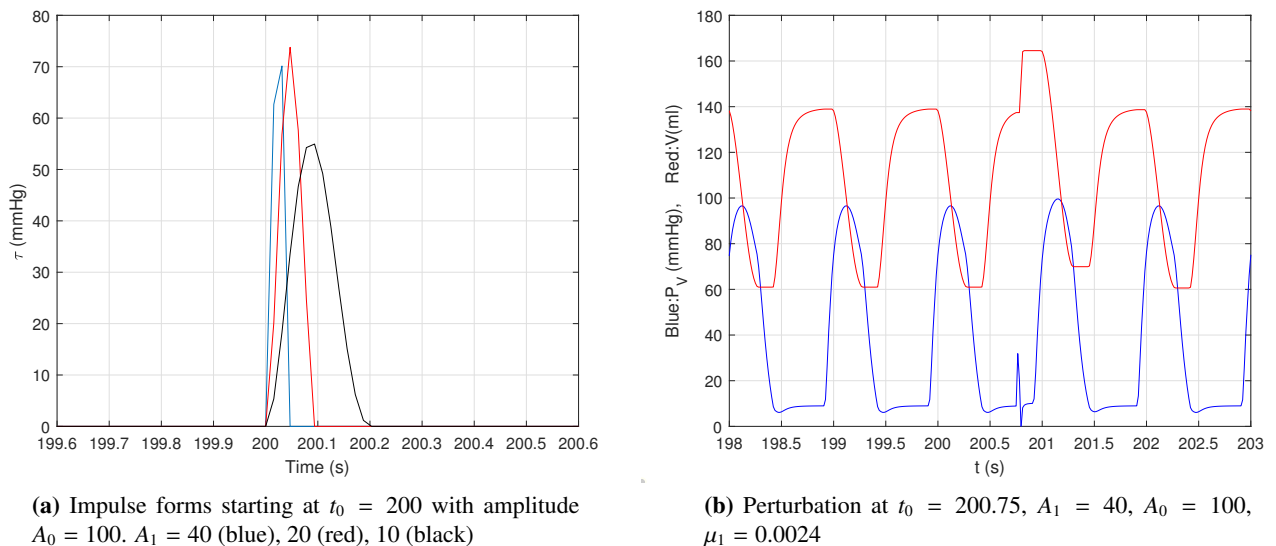 80
70
60
50
40
30
20
10
0
τ (mmHg)
199.6 199.7 199.8 199.9 200 200.1 200.2 200.3 200.4 200.5 200.6
Time (s)
(a) Impulse forms starting at t₀ = 200 with amplitude
A₀ = 100. A₁ = 40 (blue), 20 (red), 10 (black)
180
160
140
120
100
80
60
40
20
0
Blue:P_V (mmHg), Red:V(ml)
198 198.5 199 199.5 200 200.5 201 201.5 202 202.5 203
t (s)
(b) Perturbation at t₀ = 200.75, A₁ = 40, A₀ = 100,
μ₁ = 0.0024